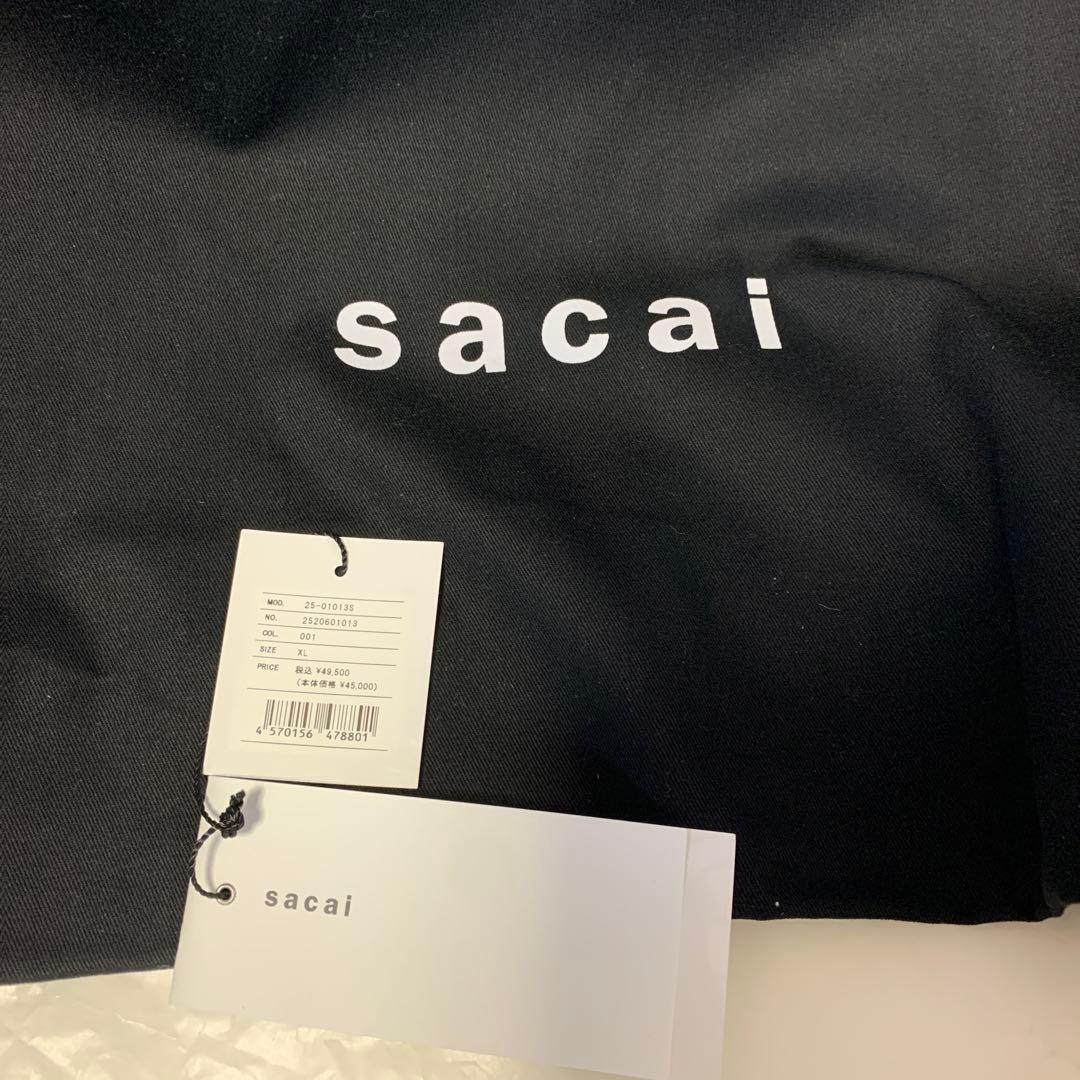 sacai
MOD. 25-01013S
NO. 2520601013
COL. 001
SIZE XL
PRICE 税込 ¥49,500
(本体価格 ¥45,000)
4 570156 478801
sacai